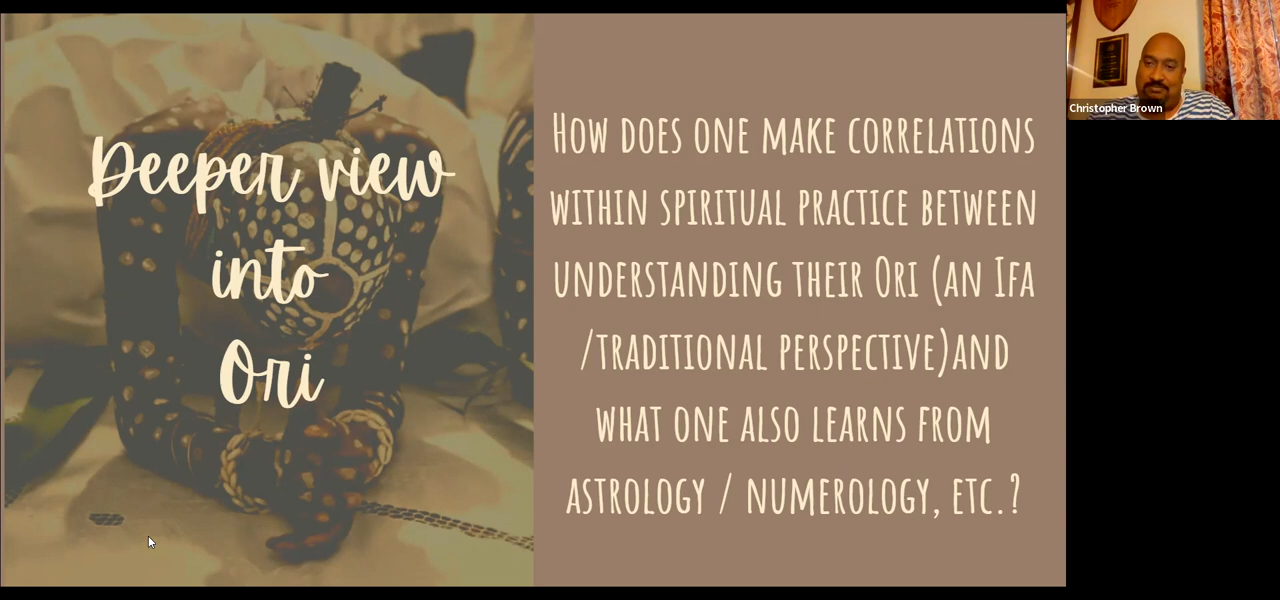 Deeper view
into
Ori
How does one make correlations
within spiritual practice between
understanding their Ori (an Ifa
/traditional perspective)and
what one also learns from
astrology / numerology, etc.?
Christopher Brown